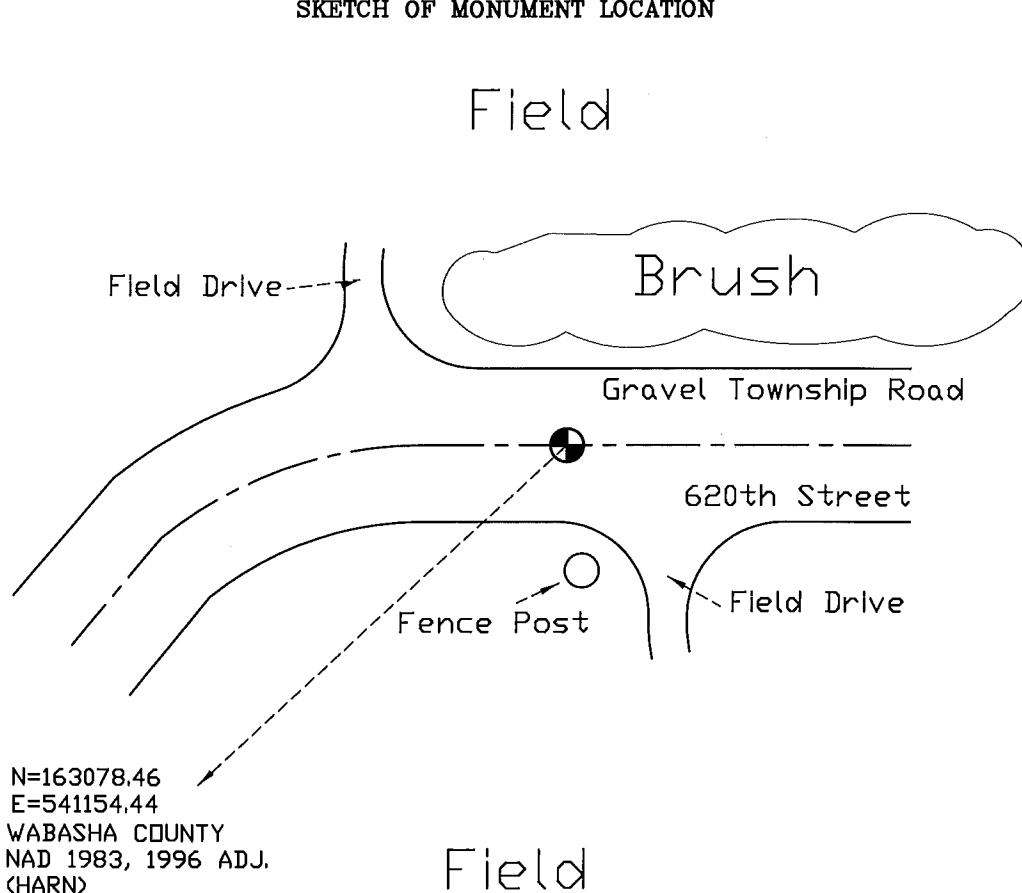 SKETCH OF MONUMENT LOCATION
Field
Brush
Field Drive
Gravel Township Road
620th Street
Field Drive
Fence Post
N=163078.46
E=541154.44
WABASHA COUNTY
NAD 1983, 1996 ADJ.
(HARN)
Field